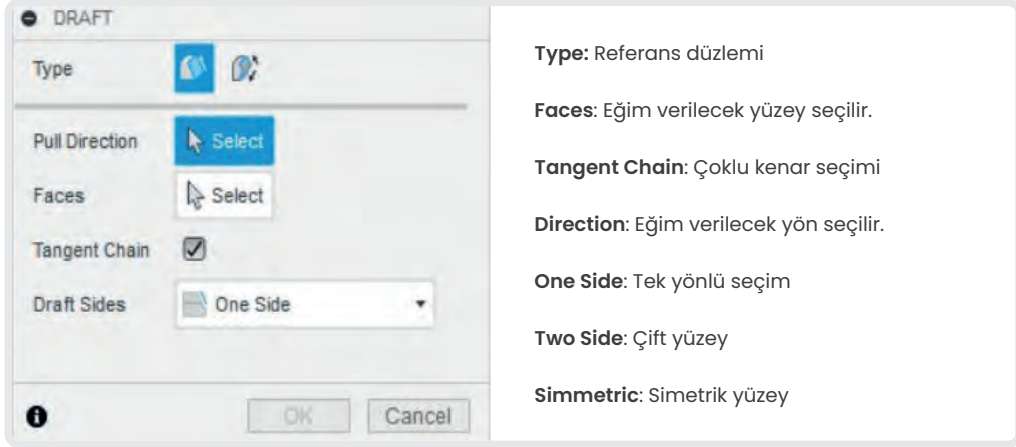 DRAFT
Type
Pull Direction
Select
Faces
Select
Tangent Chain
Draft Sides
One Side
OK
Cancel
Type: Referans düzlemi
Faces: Eğim verilecek yüzey seçilir.
Tangent Chain: Çoklu kenar seçimi
Direction: Eğim verilecek yön seçilir.
One Side: Tek yönlü seçim
Two Side: Çift yüzey
Simmetric: Simetrik yüzey